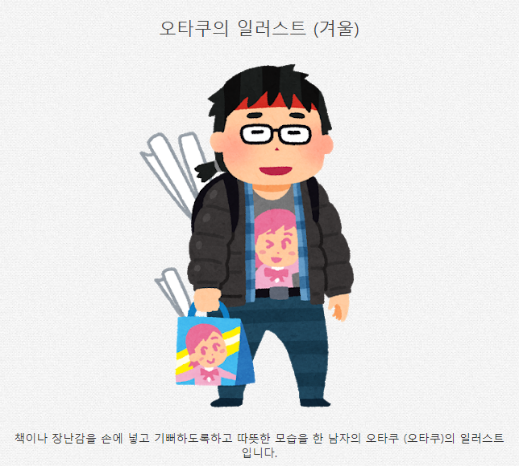 오타쿠의 일러스트 (겨울)
책이나 장난감을 손에 넣고 기뻐하도록하고 따뜻한 모습을 한 남자의 오타쿠 (오타쿠)의 일러스트
입니다.